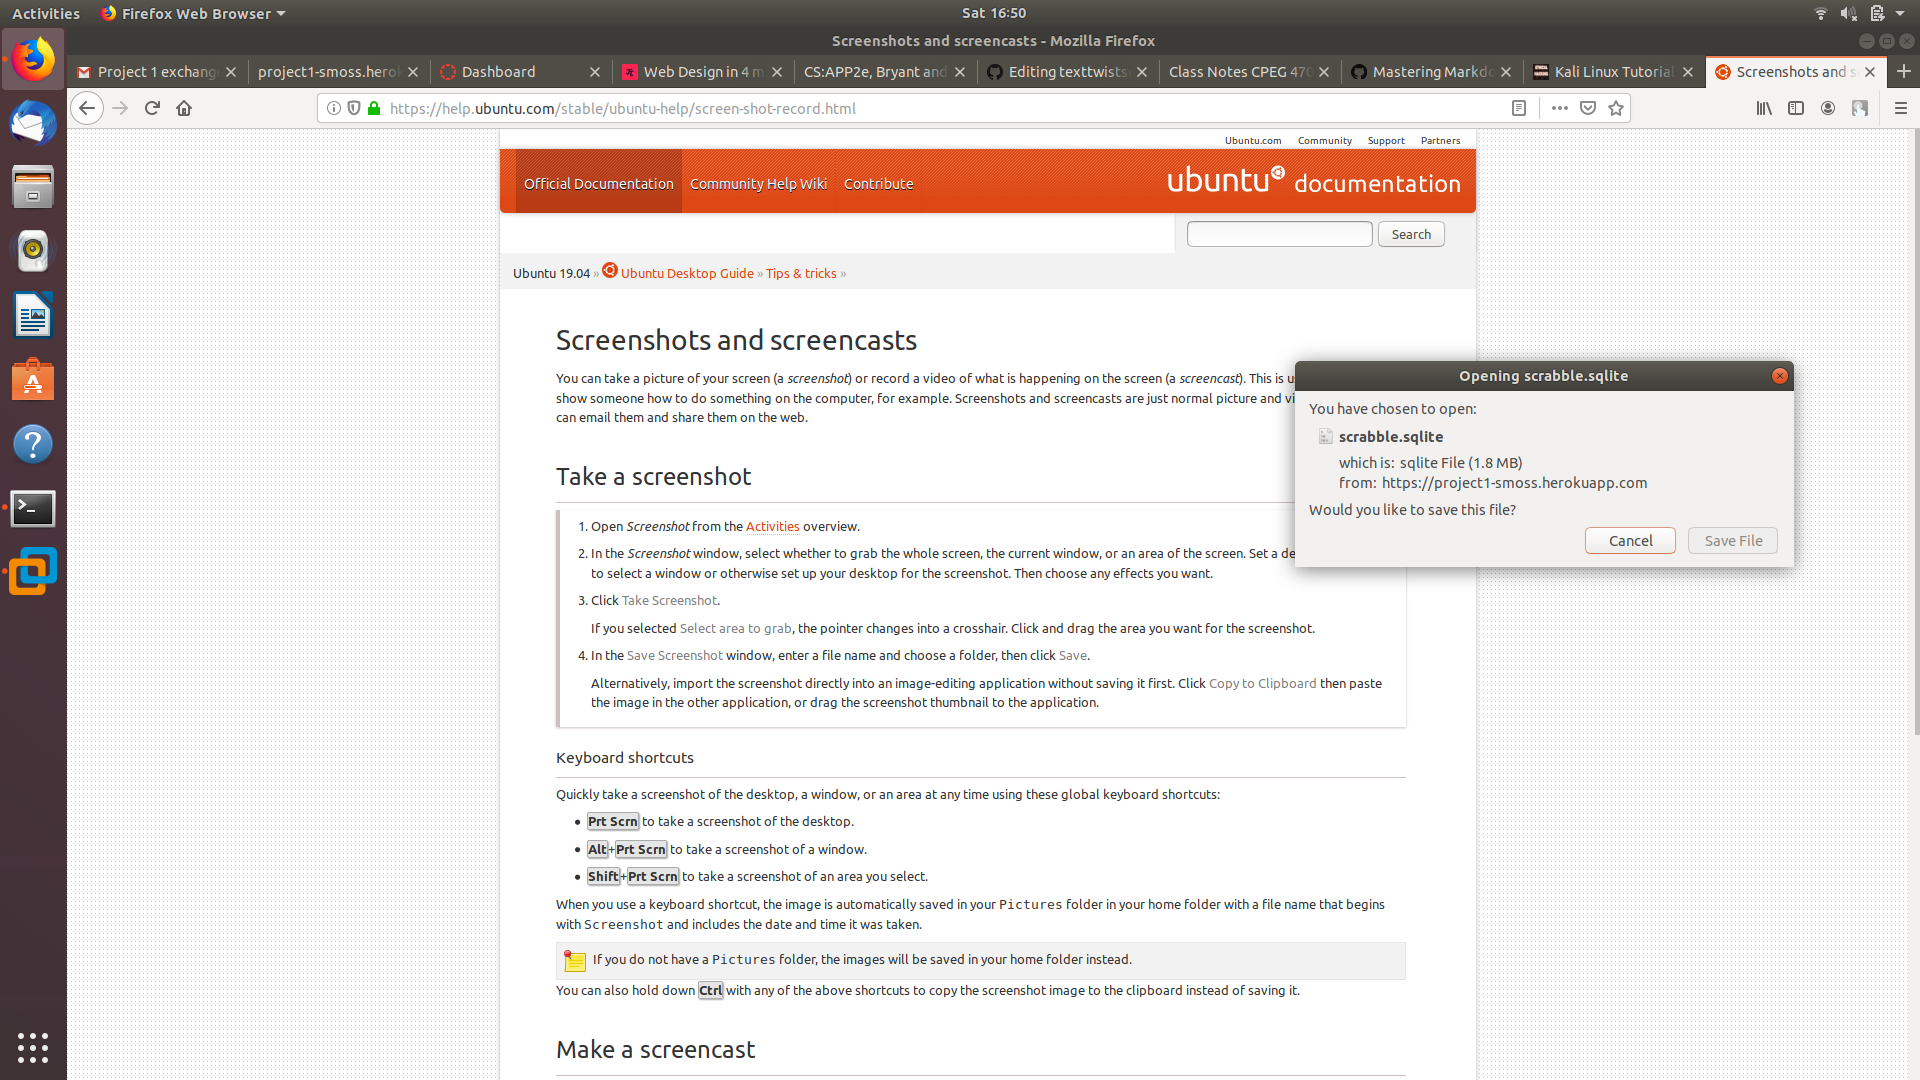 Activities
Firefox Web Browser
Sat 16:50
Screenshots and screencasts - Mozilla Firefox
Project 1 exchang
project1-smoss.herok
Dashboard
Web Design in 4 m
CS:APP2e, Bryant and
Editing texttwists
Class Notes CPEG 470
Mastering Markdo
Kali Linux Tutorial
Screenshots and s
https://help.ubuntu.com/stable/ubuntu-help/screen-shot-record.html
Ubuntu.com Community Support Partners
Official Documentation Community Help Wiki Contribute
ubuntu documentation
Search
Ubuntu 19.04 » Ubuntu Desktop Guide » Tips & tricks »
Screenshots and screencasts
You can take a picture of your screen (a screenshot) or record a video of what is happening on the screen (a screencast). This is u
show someone how to do something on the computer, for example. Screenshots and screencasts are just normal picture and vi
can email them and share them on the web.
Take a screenshot
1. Open Screenshot from the Activities overview.
2. In the Screenshot window, select whether to grab the whole screen, the current window, or an area of the screen. Set a de
to select a window or otherwise set up your desktop for the screenshot. Then choose any effects you want.
3. Click Take Screenshot.
If you selected Select area to grab, the pointer changes into a crosshair. Click and drag the area you want for the screenshot.
4. In the Save Screenshot window, enter a file name and choose a folder, then click Save.
Alternatively, import the screenshot directly into an image-editing application without saving it first. Click Copy to Clipboard then paste
the image in the other application, or drag the screenshot thumbnail to the application.
Keyboard shortcuts
Quickly take a screenshot of the desktop, a window, or an area at any time using these global keyboard shortcuts:
• Prt Scrn to take a screenshot of the desktop.
• Alt+Prt Scrn to take a screenshot of a window.
• Shift+Prt Scrn to take a screenshot of an area you select.
When you use a keyboard shortcut, the image is automatically saved in your Pictures folder in your home folder with a file name that begins
with Screenshot and includes the date and time it was taken.
If you do not have a Pictures folder, the images will be saved in your home folder instead.
You can also hold down Ctrl with any of the above shortcuts to copy the screenshot image to the clipboard instead of saving it.
Make a screencast
Opening scrabble.sqlite
You have chosen to open:
scrabble.sqlite
which is: sqlite File (1.8 MB)
from: https://project1-smoss.herokuapp.com
Would you like to save this file?
Cancel
Save File